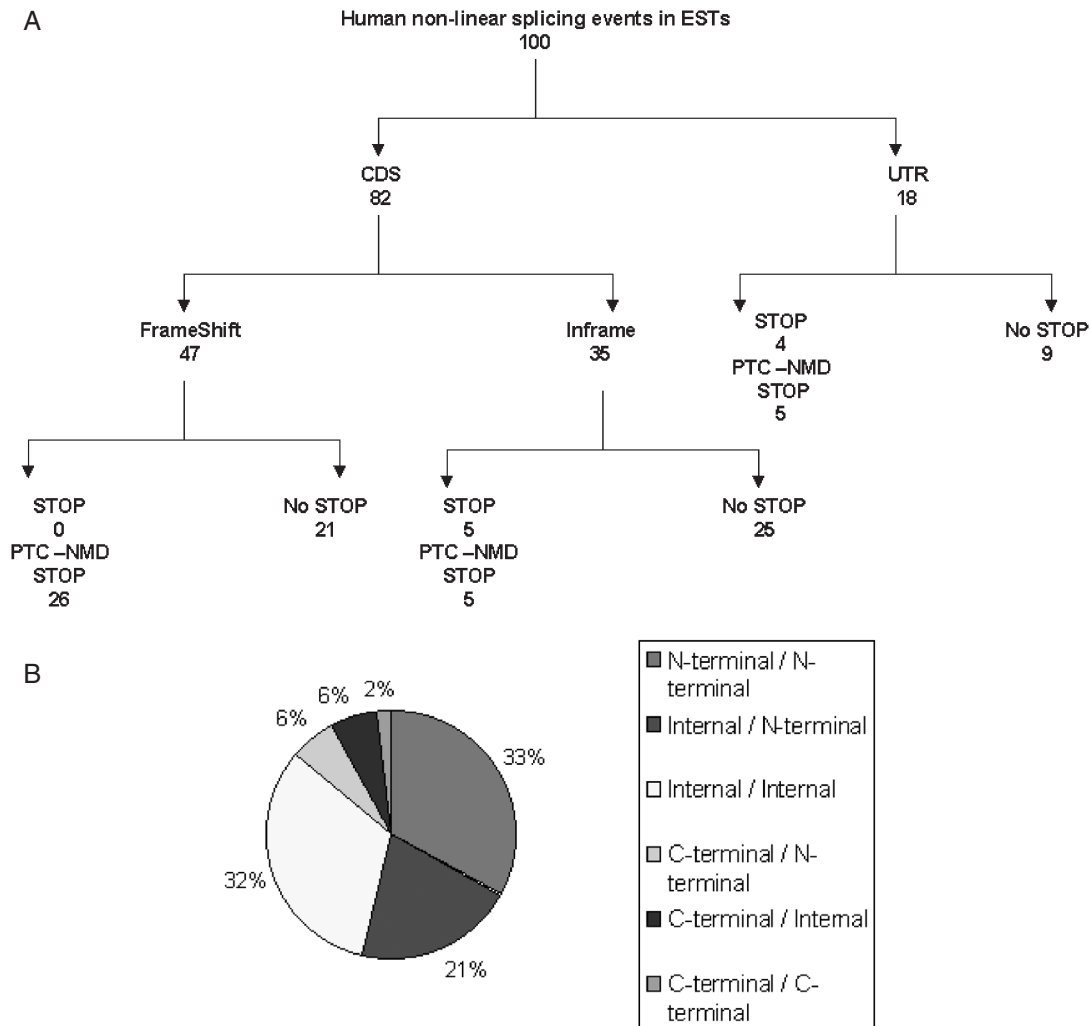 A
Human non-linear splicing events in ESTs
100
CDS
82
UTR
18
FrameShift
47
Inframe
35
STOP
4
PTC –NMD
STOP
5
No STOP
9
STOP
0
PTC –NMD
STOP
26
No STOP
21
STOP
5
PTC –NMD
STOP
5
No STOP
25
B
6%
6%
2%
33%
32%
21%
N-terminal / N-
terminal
Internal / N-terminal
Internal / Internal
C-terminal / N-
terminal
C-terminal / Internal
C-terminal / C-
terminal